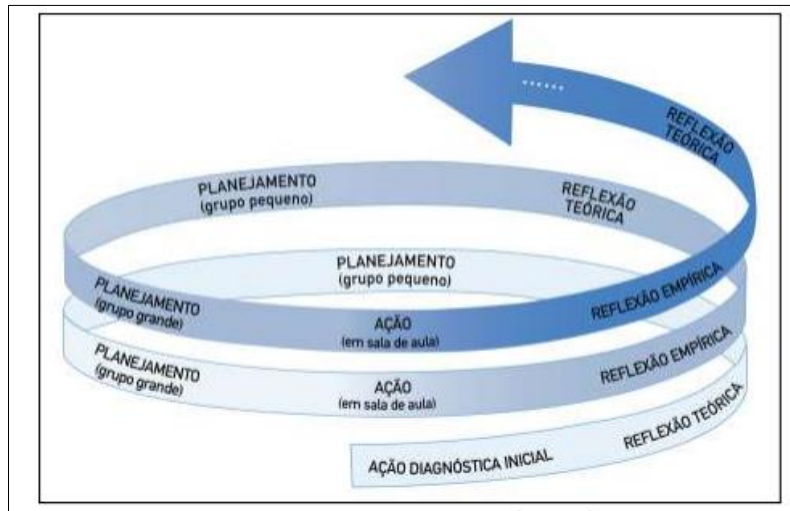 REFLEXÃO
TEÓRICA
PLANEJAMENTO
(grupo pequeno)
REFLEXÃO
TEÓRICA
PLANEJAMENTO
(grupo pequeno)
PLANEJAMENTO
(grupo grande)
AÇÃO
(em sala de aula)
REFLEXÃO EMPÍRICA
PLANEJAMENTO
(grupo grande)
AÇÃO
(em sala de aula)
REFLEXÃO EMPÍRICA
AÇÃO DIAGNÓSTICA INICIAL
REFLEXÃO TEÓRICA